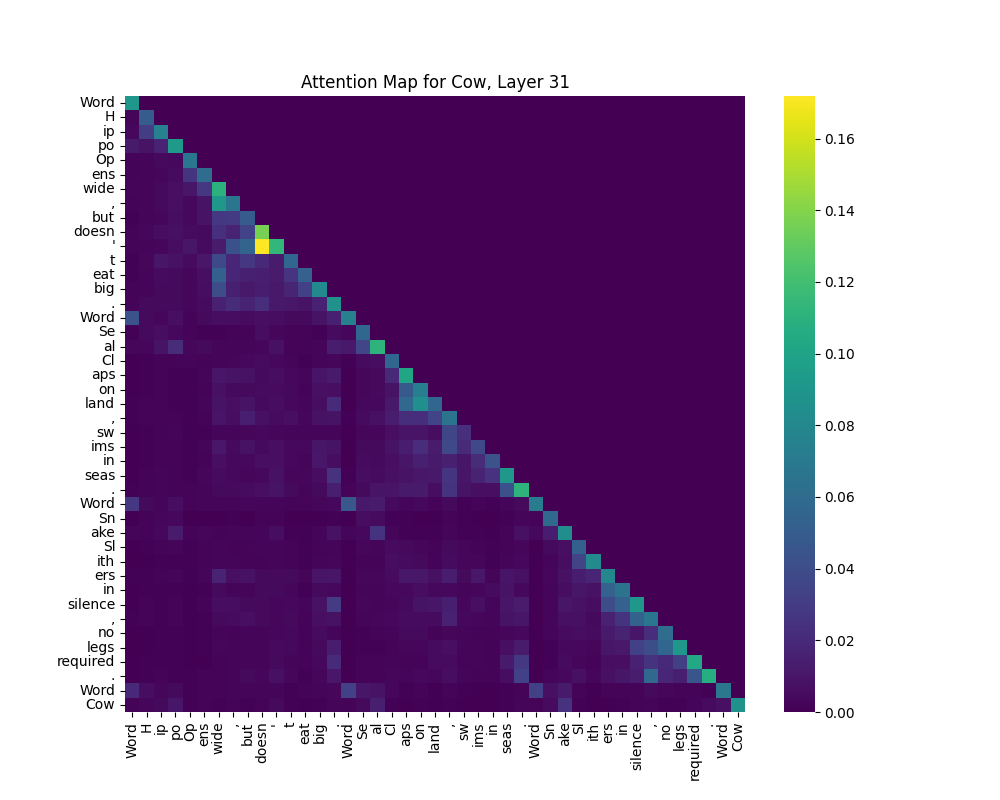 Attention Map for Cow, Layer 31
Word
H
ip
po
Op
ens
wide
,
but
doesn
'
t
eat
big
.
Word
Se
al
Cl
aps
on
land
,
sw
ims
in
seas
.
Word
Sn
ake
Sl
ith
ers
in
silence
,
no
legs
required
.
Word
Cow
Word
H
ip
po
Op
ens
wide
,
but
doesn
'
t
eat
big
.
Word
Se
al
Cl
aps
on
land
,
sw
ims
in
seas
.
Word
Sn
ake
Sl
ith
ers
in
silence
,
no
legs
required
.
Word
Cow
0.16
0.14
0.12
0.10
0.08
0.06
0.04
0.02
0.00